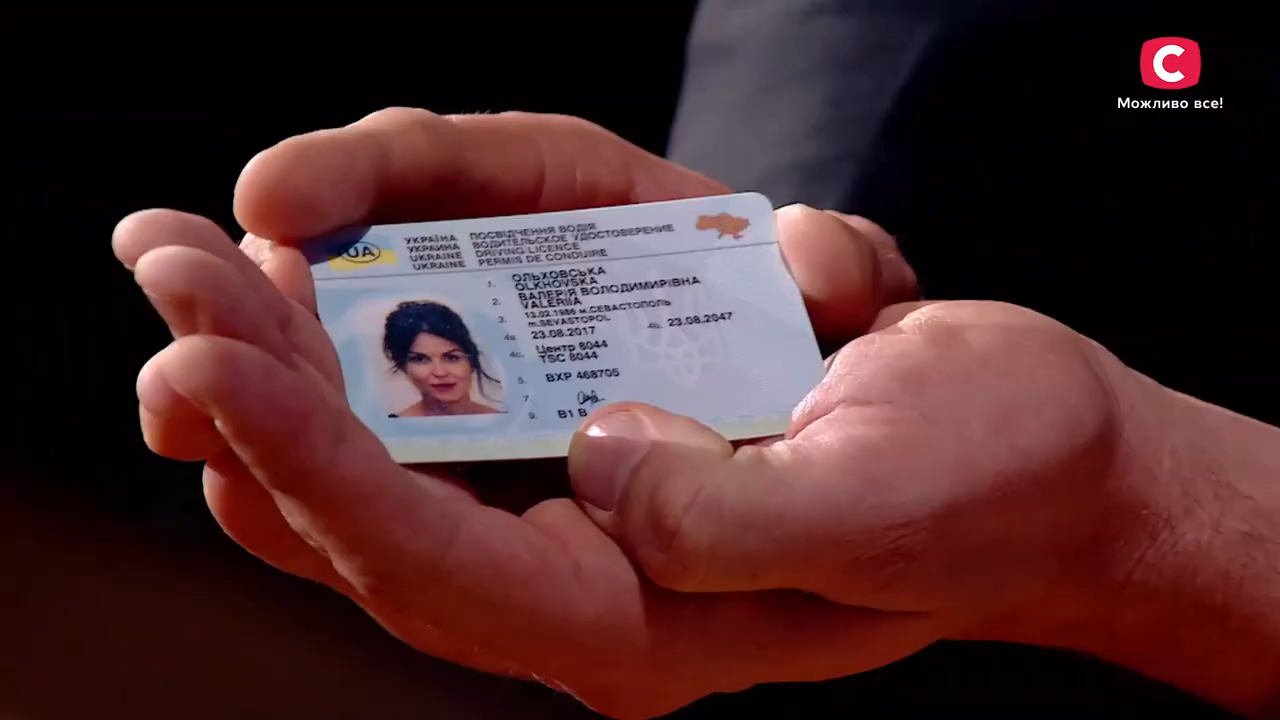 C
Можливо все!
UA
УКРАЇНА ПОСВІДЧЕННЯ ВОДІЯ
УКРАИНА ВОДИТЕЛЬСКОЕ УДОСТОВЕРЕНИЕ
UKRAINE DRIVING LICENCE
UKRAINE PERMIS DE CONDUIRE
1. ОЛЬХОВСЬКА
OLKHOVSKA
2. ВАЛЕРІЯ ВОЛОДИМИРІВНА
VALERIIA
3. 13.02.1986 м.СЕВАСТОПОЛЬ
m.SEVASTOPOL
4a. 23.08.2017 4b. 23.08.2047
4c. Центр 8044
TSC 8044
5. BXP 468705
7.
9. B1 B